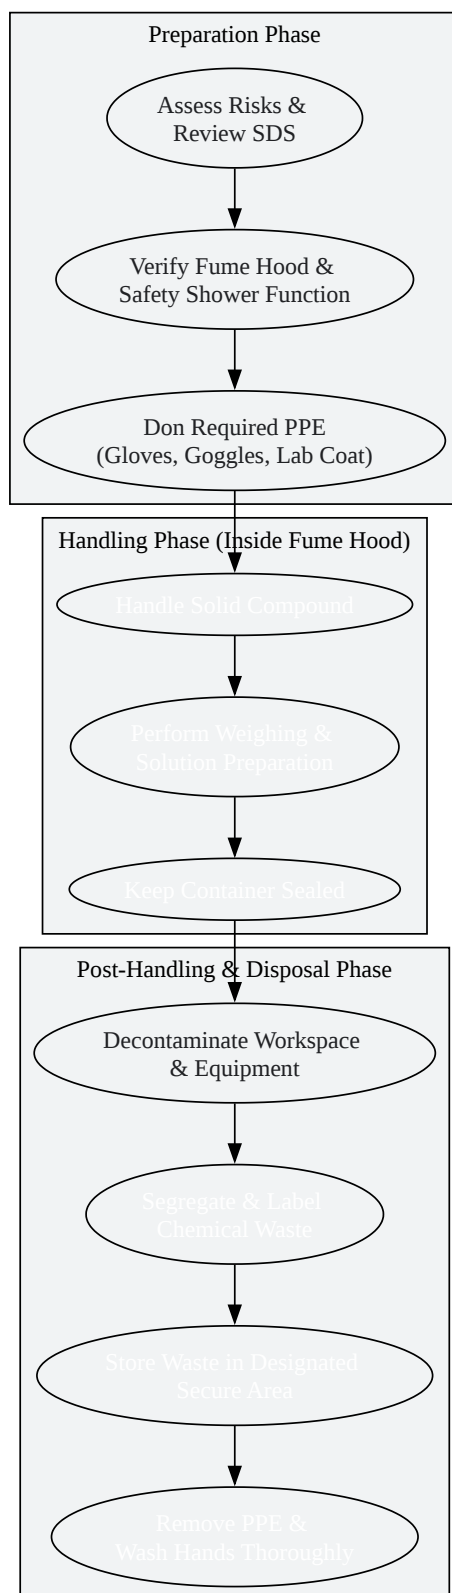 Preparation Phase
Assess Risks &
Review SDS
Verify Fume Hood &
Safety Shower Function
Don Required PPE
(Gloves, Goggles, Lab Coat)
Handling Phase (Inside Fume Hood)
Handle Solid Compound
Perform Weighing &
Solution Preparation
Keep Container Sealed
Post-Handling & Disposal Phase
Decontaminate Workspace
& Equipment
Segregate & Label
Chemical Waste
Store Waste in Designated
Secure Area
Remove PPE &
Wash Hands Thoroughly